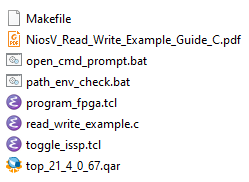 Makefile
NiosV_Read_Write_Example_Guide_C.pdf
open_cmd_prompt.bat
path_env_check.bat
program_fpga.tcl
read_write_example.c
toggle_issp.tcl
top_21_4_0_67.qar